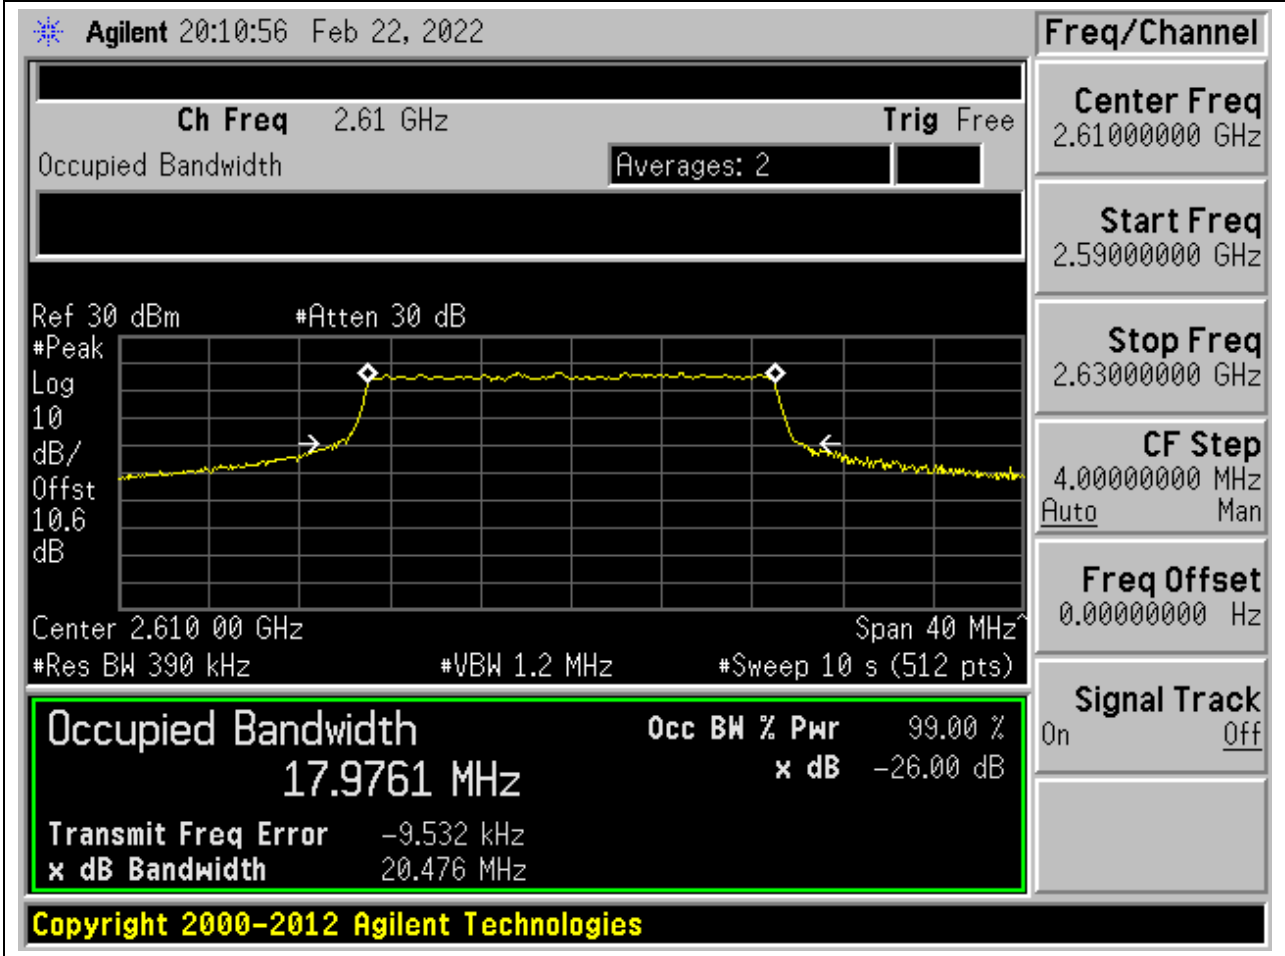 Agilent 20:10:56 Feb 22, 2022
Ch Freq 2.61 GHz Trig Free
Occupied Bandwidth Averages: 2
Ref 30 dBm #Atten 30 dB
#Peak
Log
10
dB/
Offst
10.6
dB
Center 2.610 00 GHz Span 40 MHz^
#Res BW 390 kHz #VBW 1.2 MHz #Sweep 10 s (512 pts)
Occupied Bandwidth Occ BW % Pwr 99.00 %
17.9761 MHz x dB -26.00 dB
Transmit Freq Error -9.532 kHz
x dB Bandwidth 20.476 MHz
Copyright 2000-2012 Agilent Technologies
Freq/Channel
Center Freq
2.61000000 GHz
Start Freq
2.59000000 GHz
Stop Freq
2.63000000 GHz
CF Step
4.00000000 MHz
Auto Man
Freq Offset
0.00000000 Hz
Signal Track
On Off